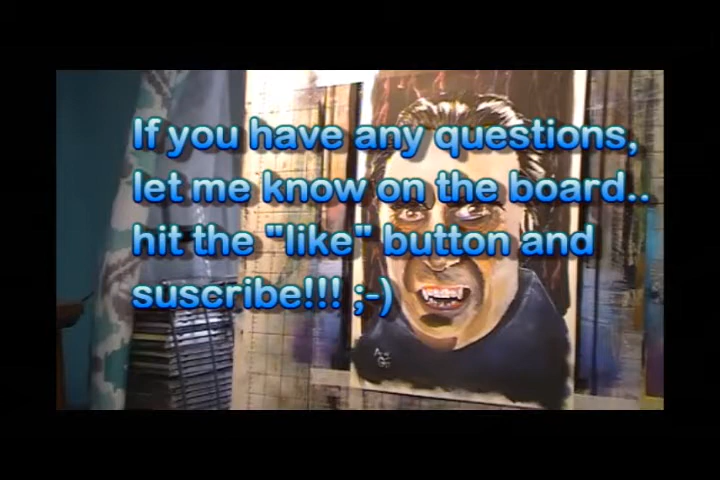 If you have any questions,
let me know on the board..
hit the "like" button and
suscribe!!! ;-)